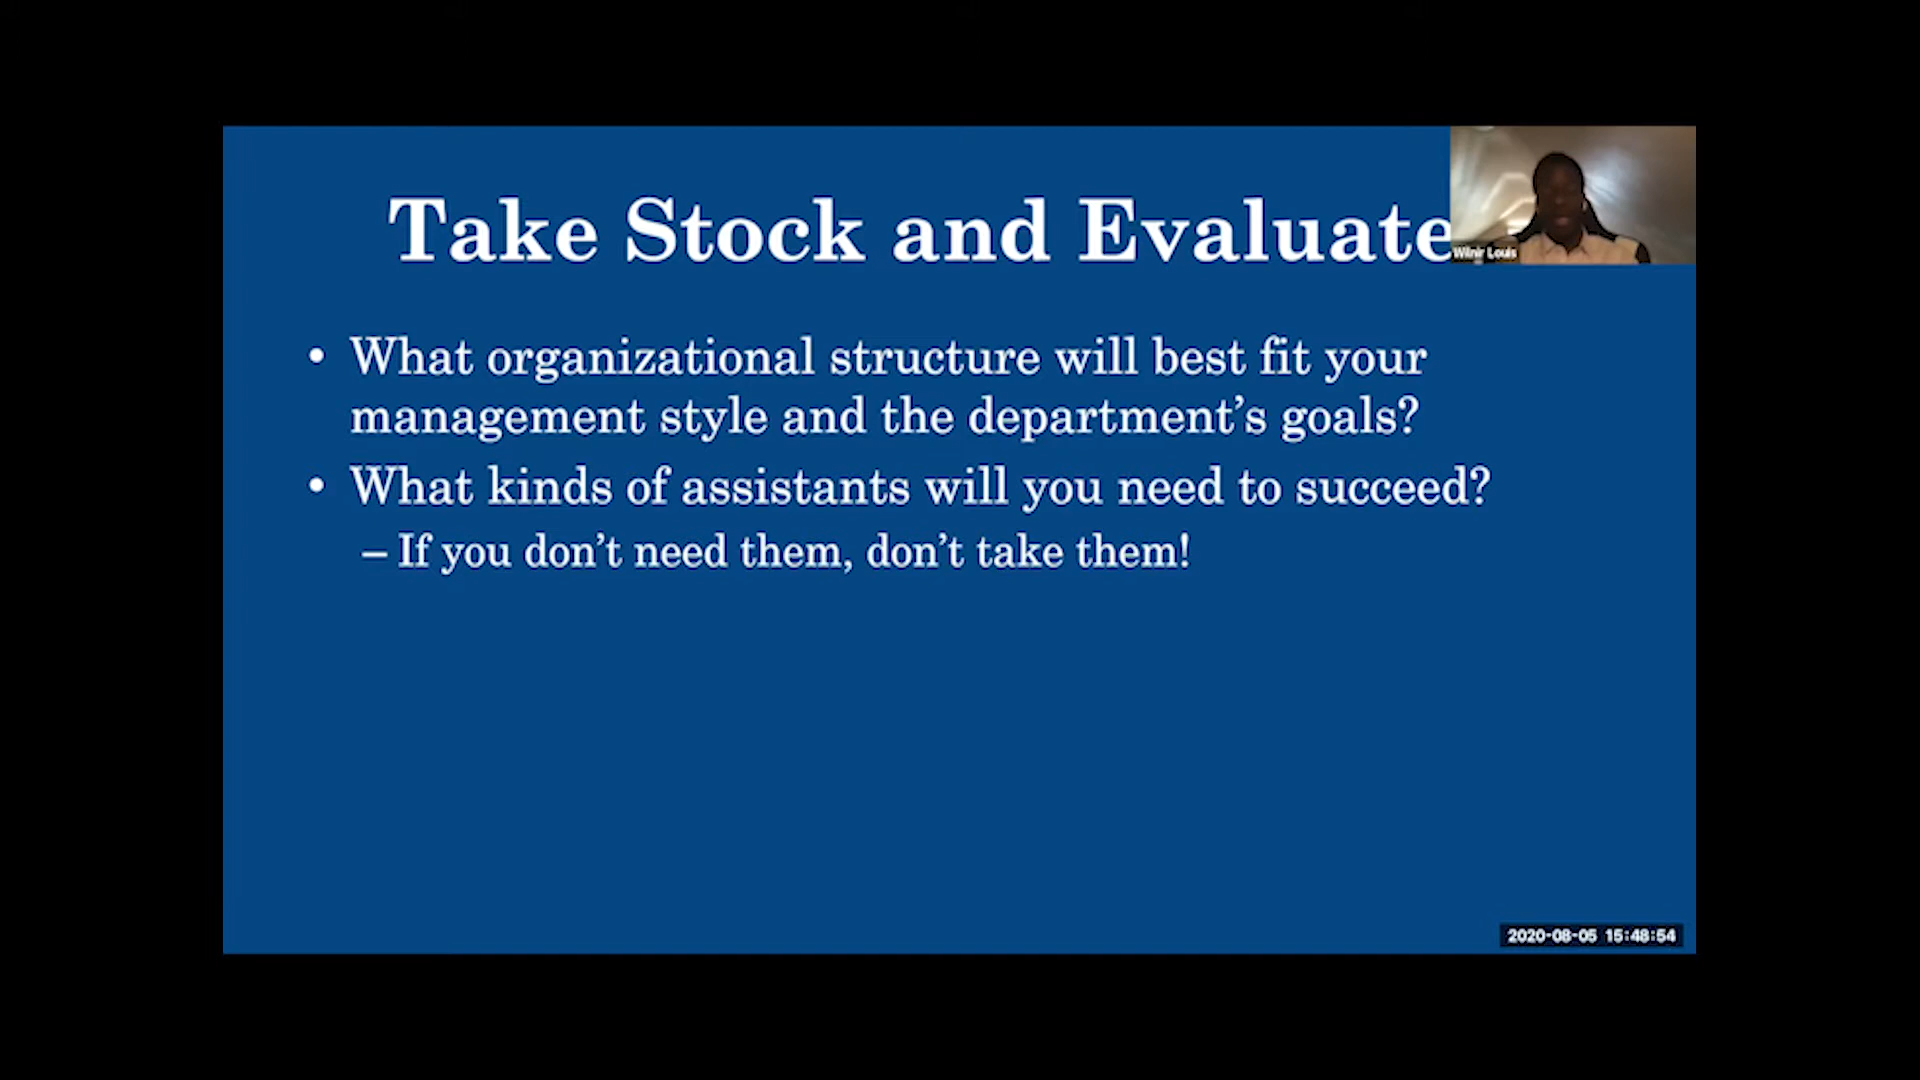 Take Stock and Evaluate
Wilnir Louis
• What organizational structure will best fit your
management style and the department's goals?
• What kinds of assistants will you need to succeed?
– If you don't need them, don't take them!
2020-08-05 15:48:54